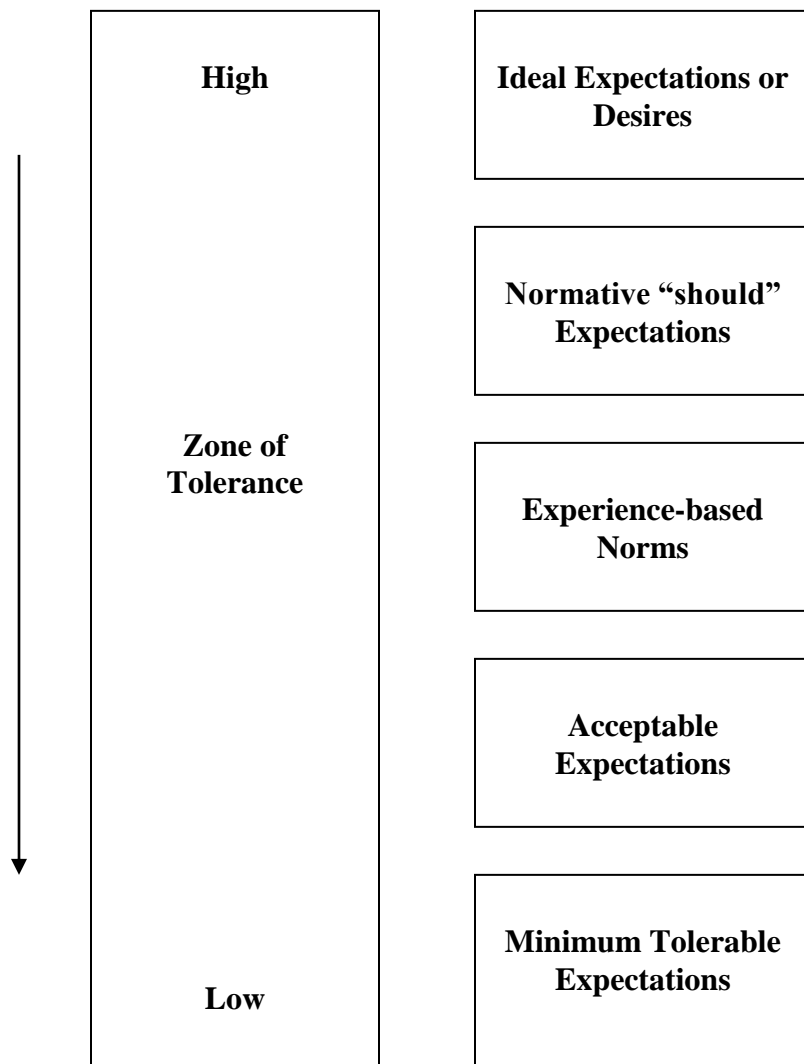 High
Zone of
Tolerance
Low
Ideal Expectations or
Desires
Normative “should”
Expectations
Experience-based
Norms
Acceptable
Expectations
Minimum Tolerable
Expectations